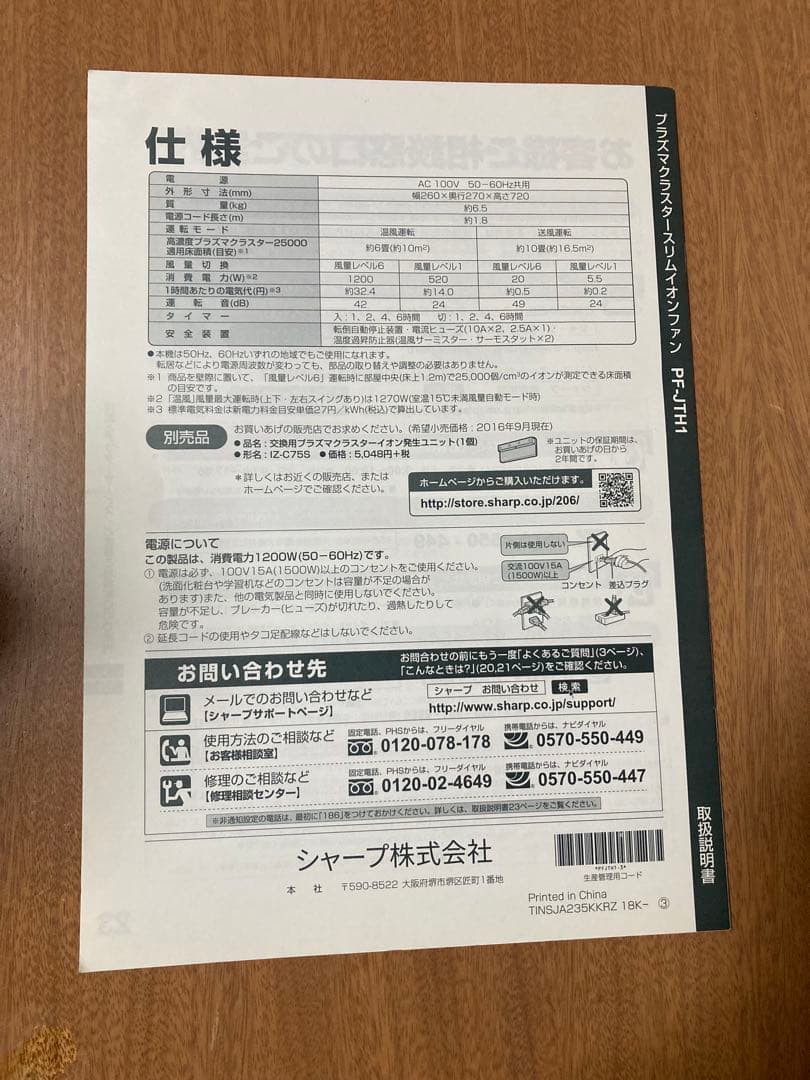 仕様
電源 AC 100V 50-60Hz共用
外形寸法(mm) 幅260×奥行270×高さ720
質量(kg) 約6.5
電源コード長さ(m) 約1.8
運転モード 温風運転 送風運転
高濃度プラズマクラスター25000
適用床面積(目安)※1 約6畳(約10m²) 約10畳(約16.5m²)
風量切換 風量レベル6 風量レベル1 風量レベル6 風量レベル1
消費電力(W)※2 1200 520 20 5.5
1時間あたりの電気代(円)※3 約32.4 約14.0 約0.5 約0.2
運転音(dB) 42 24 49 24
タイマー 入:1、2、4、6時間 切:1、2、4、6時間
安全装置 転倒自動停止装置・電流ヒューズ(10A×2、2.5A×1)・
温度過昇防止器(温風サーミスター・サーモスタット×2)
●本機は50Hz、60Hzいずれの地域でもご使用になれます。
転居などにより電源周波数が変わっても、部品の取り替えや調整の必要はありません。
※1 商品を壁際に置いて、「風量レベル6」運転時に部屋中央(床上1.2m)で25,000個/cm³のイオンが測定できる床面積
の目安です。
※2「温風」風量最大運転時(上下・左右スイングあり)は1270W(室温15℃未満風量自動モード時)
※3 標準電気料金は新電力料金目安単価27円／kWh(税込)で算出しています。
別売品
お買いあげの販売店でお求めください。(希望小売価格:2016年9月現在)
●品名:交換用プラズマクラスターイオン発生ユニット(1個)
●形名:IZ-C75S ●価格:5,048円+税
※ユニットの保証期間は、
お買いあげの日から
2年間です。
＊詳しくはお近くの販売店、または
ホームページでご確認ください。
ホームページからご購入いただけます。
http://store.sharp.co.jp/206/
電源について
この製品は、消費電力1200W(50-60Hz)です。
① 電源は必ず、100V15A(1500W)以上のコンセントをご使用ください。
(洗面化粧台や学習机などのコンセントは容量が不足の場合が
あります)また、他の電気製品と同時に使用しないでください。
容量が不足し、ブレーカー(ヒューズ)が切れたり、過熱したりして
危険です。
② 延長コードの使用やタコ足配線などはしないでください。
片側は使用しない
交流100V15A
(1500W)以上
コンセント 差込プラグ
お問い合わせ先
お問合わせの前にもう一度「よくあるご質問」(3ページ)、
「こんなときは?」(20,21ページ)をご確認ください。
メールでのお問い合わせなど
【シャープサポートページ】
シャープ お問い合わせ 検索
http://www.sharp.co.jp/support/
使用方法のご相談など
【お客様相談室】
固定電話、PHSからは、フリーダイヤル
0120-078-178
携帯電話からは、ナビダイヤル
0570-550-449
修理のご相談など
【修理相談センター】
固定電話、PHSからは、フリーダイヤル
0120-02-4649
携帯電話からは、ナビダイヤル
0570-550-447
※非通知設定の電話は、最初に「186」をつけておかけください。詳しくは、取扱説明書23ページをご覧ください。
シャープ株式会社
本社 〒590-8522 大阪府堺市堺区匠町1番地
*PFJTH1-3*
生産管理用コード
Printed in China
TINSJA235KKRZ 18K- ③
プラズマクラスタースリムイオンファン PF-JTH1
取扱説明書